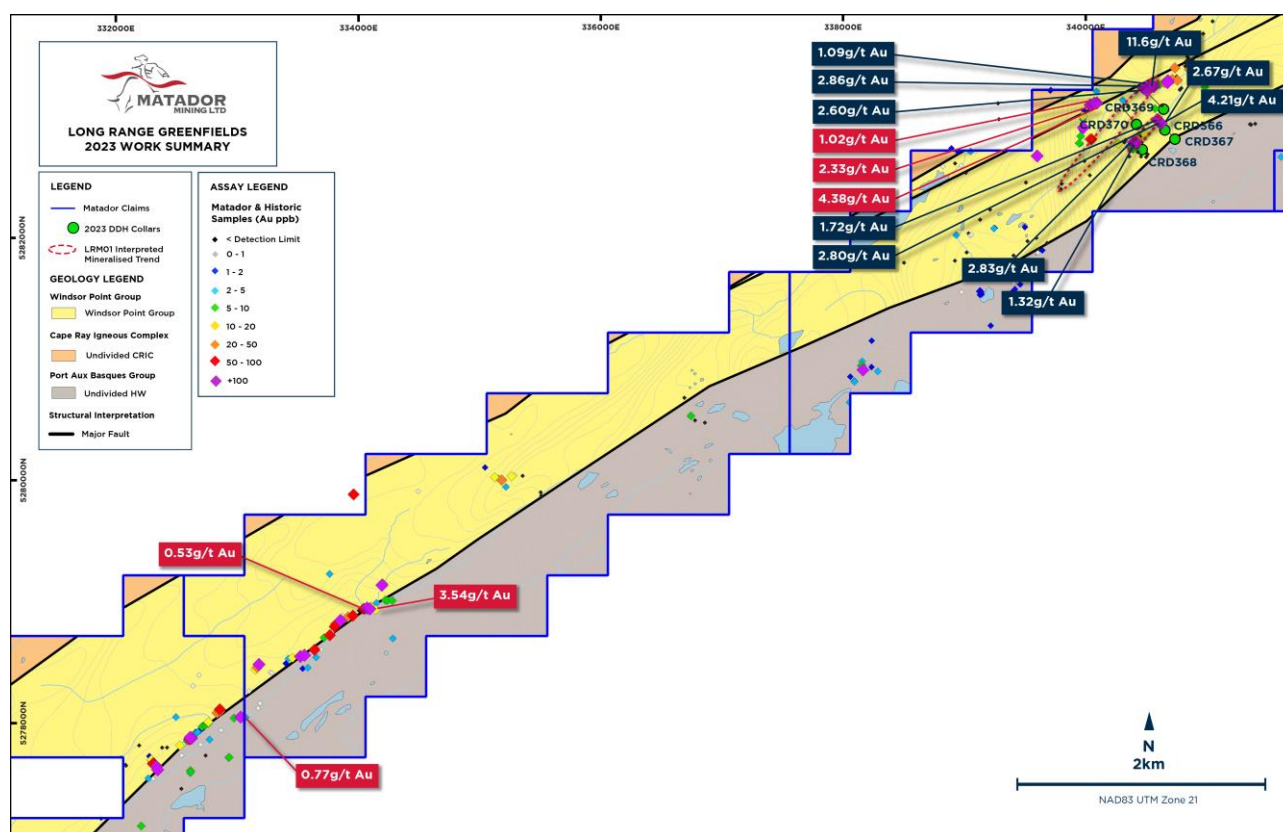 332000E
334000E
336000E
338000E
340000E
MATADOR
MINING LTD
LONG RANGE GREENFIELDS
2023 WORK SUMMARY
LEGEND
Matador Claims
2023 DDH Collars
LRM01 Interpreted
Mineralised Trend
GEOLOGY LEGEND
Windsor Point Group
Windsor Point Group
Cape Ray Igneous Complex
Undivided CRIC
Port Aux Basques Group
Undivided HW
Structural Interpretation
Major Fault
ASSAY LEGEND
Matador & Historic
Samples (Au ppb)
< Detection Limit
0 - 1
1 - 2
2 - 5
5 - 10
10 - 20
20 - 50
50 - 100
+100
1.09g/t Au
2.86g/t Au
2.60g/t Au
1.02g/t Au
2.33g/t Au
4.38g/t Au
1.72g/t Au
2.80g/t Au
11.6g/t Au
2.67g/t Au
4.21g/t Au
CRD369
CRD370
CRD366
CRD367
CRD368
2.83g/t Au
1.32g/t Au
5282000N
5280000N
5278000N
0.53g/t Au
3.54g/t Au
0.77g/t Au
N
2km
NAD83 UTM Zone 21